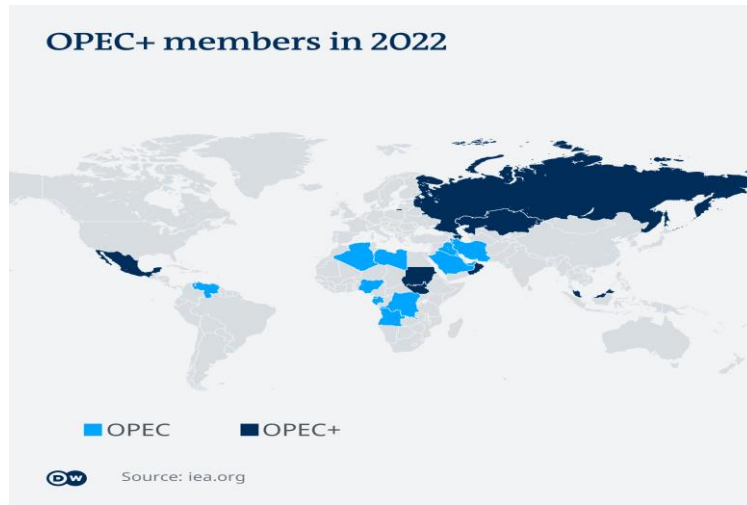 OPEC+ members in 2022
OPEC
OPEC+
DW
Source: iea.org